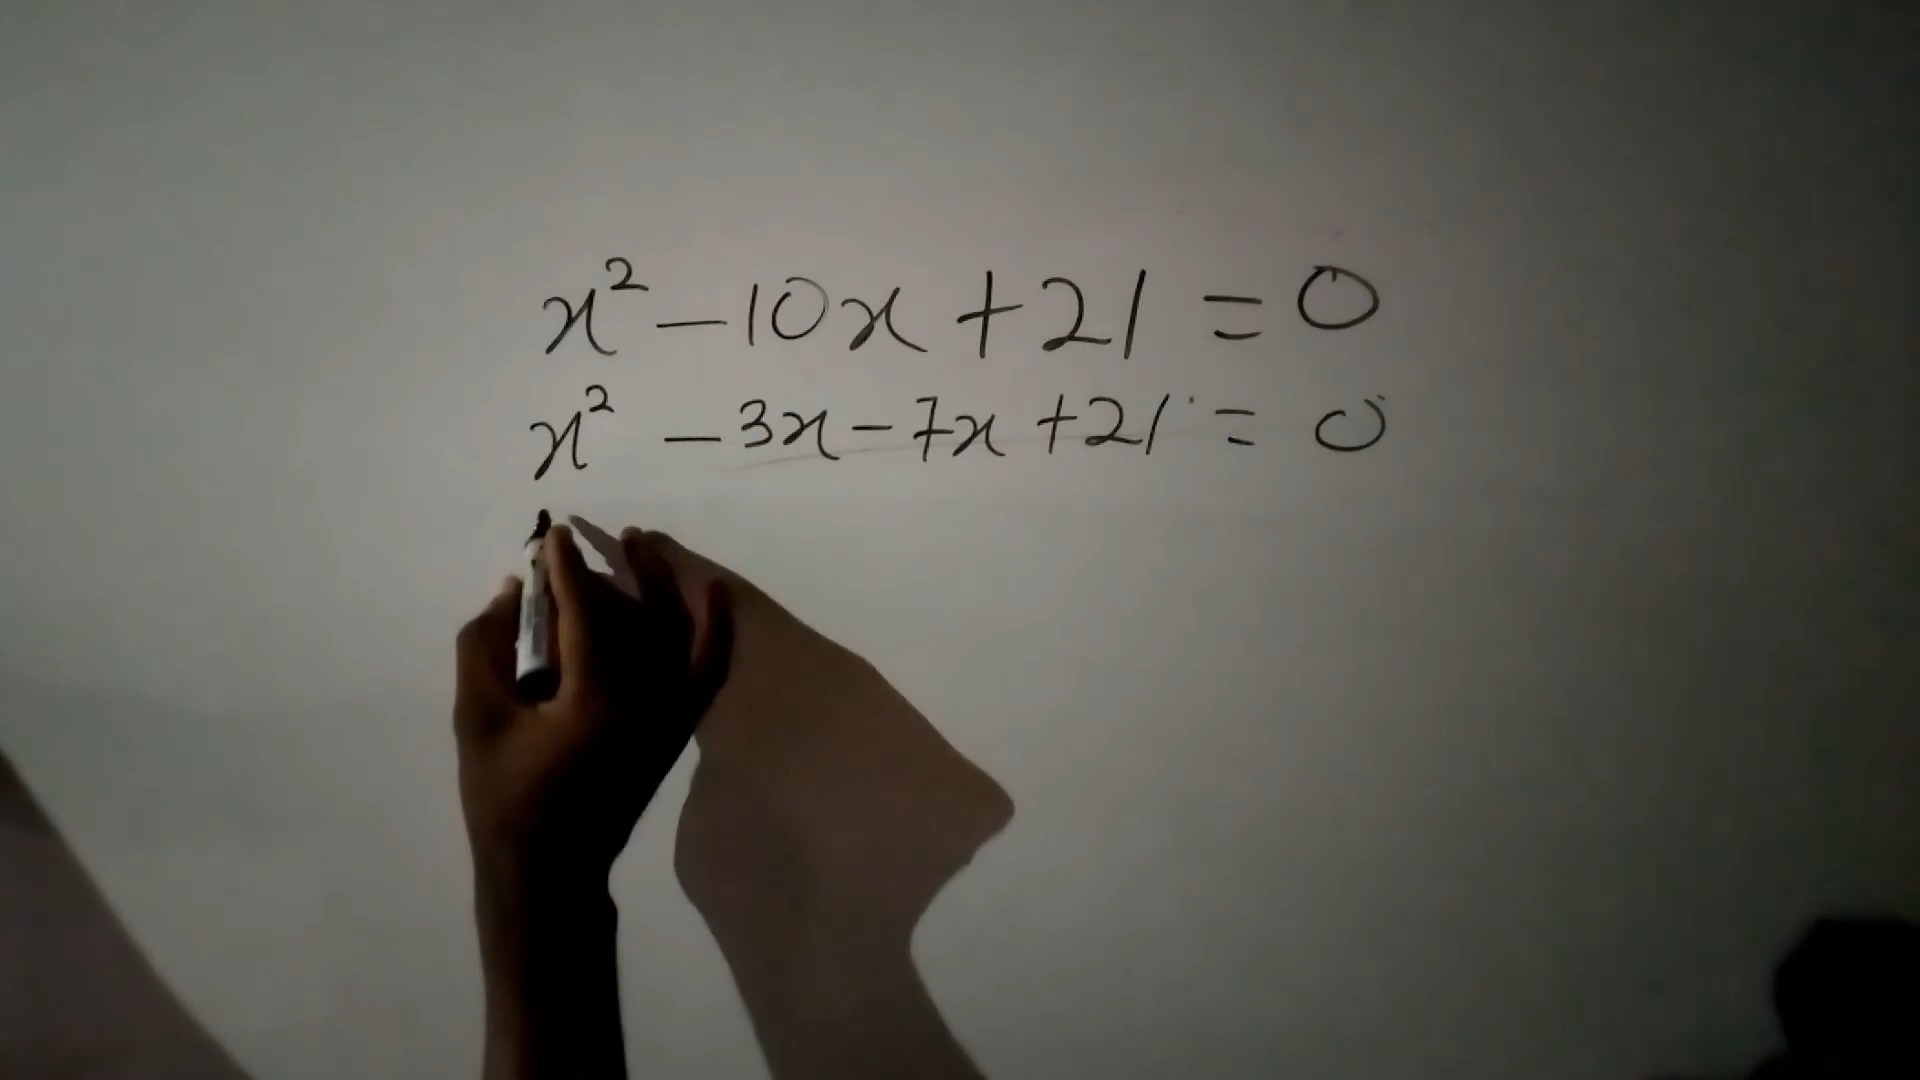 x² - 10x + 21 = 0
x² - 3x - 7x + 21 = 0